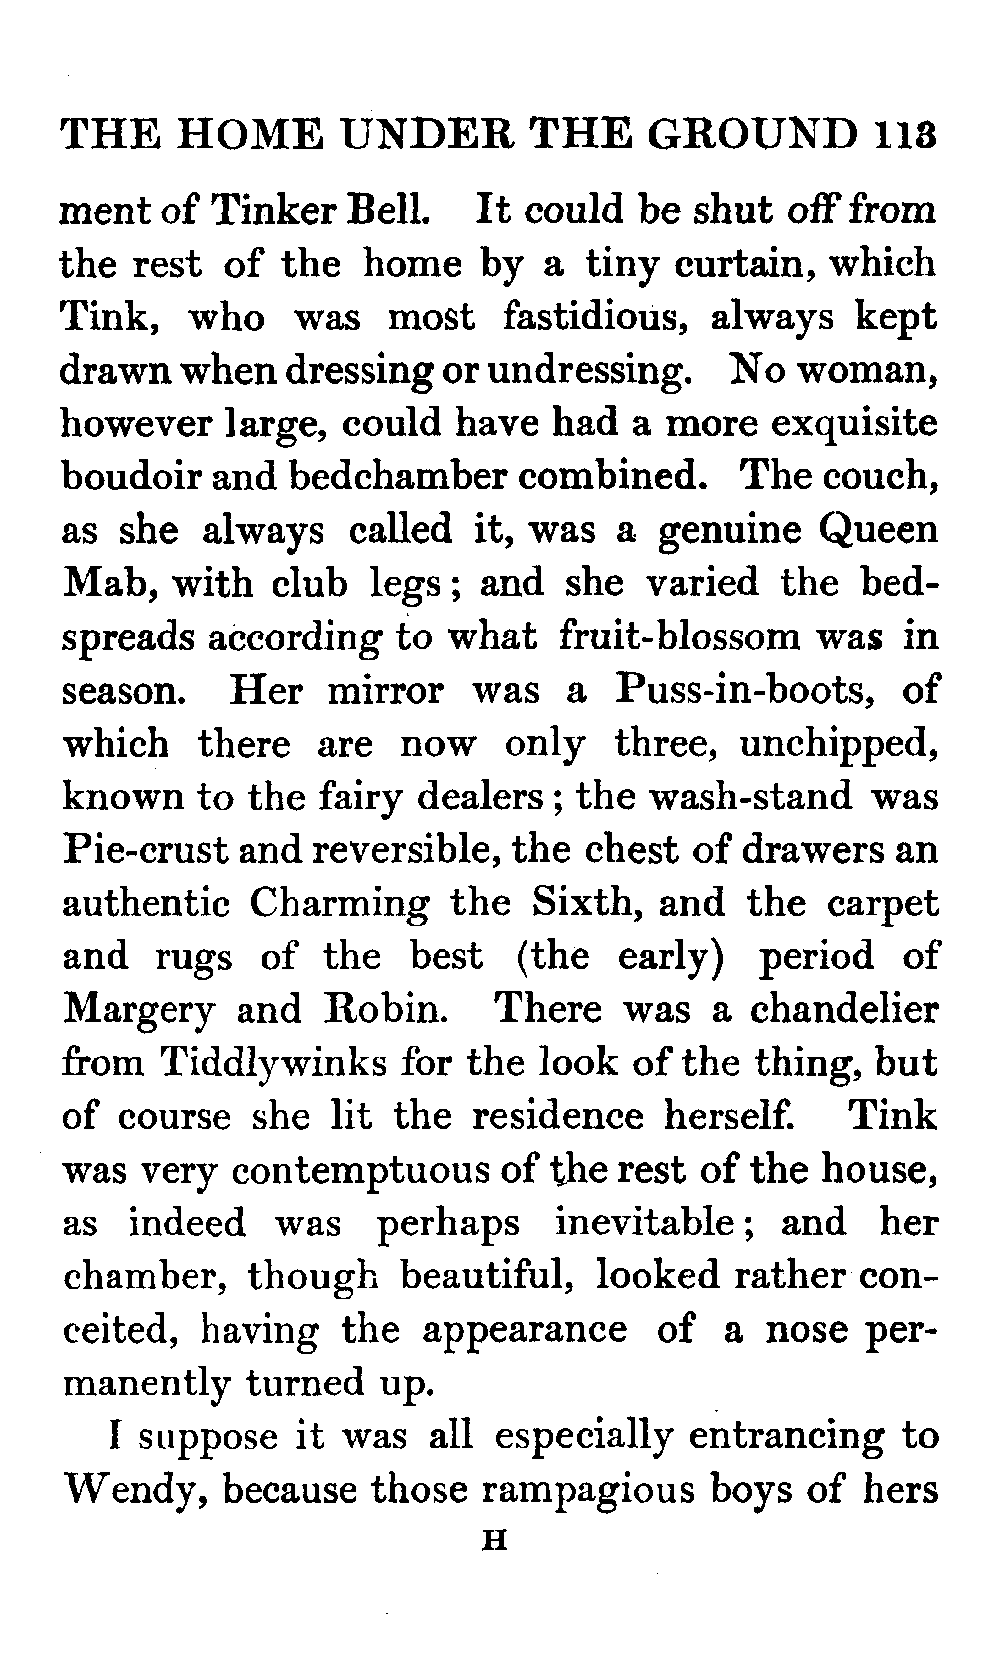 THE HOME UNDER THE GROUND 113
ment of Tinker Bell. It could be shut off from
the rest of the home by a tiny curtain, which
Tink, who was most fastidious, always kept
drawn when dressing or undressing. No woman,
however large, could have had a more exquisite
boudoir and bedchamber combined. The couch,
as she always called it, was a genuine Queen
Mab, with club legs; and she varied the bed-
spreads according to what fruit-blossom was in
season. Her mirror was a Puss-in-boots, of
which there are now only three, unchipped,
known to the fairy dealers; the wash-stand was
Pie-crust and reversible, the chest of drawers an
authentic Charming the Sixth, and the carpet
and rugs of the best (the early) period of
Margery and Robin. There was a chandelier
from Tiddlywinks for the look of the thing, but
of course she lit the residence herself. Tink
was very contemptuous of the rest of the house,
as indeed was perhaps inevitable; and her
chamber, though beautiful, looked rather con-
ceited, having the appearance of a nose per-
manently turned up.
I suppose it was all especially entrancing to
Wendy, because those rampagious boys of hers
H